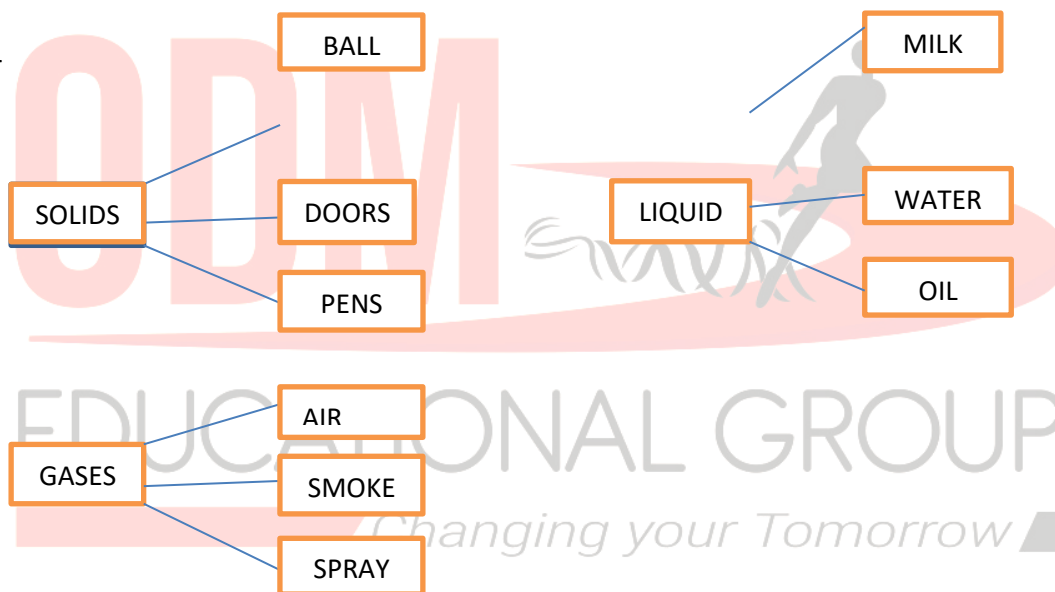 BALL
DOORS
PENS
SOLIDS
MILK
WATER
OIL
LIQUID
AIR
SMOKE
SPRAY
GASES
ODM
EDUCATIONAL GROUP
Changing your Tomorrow